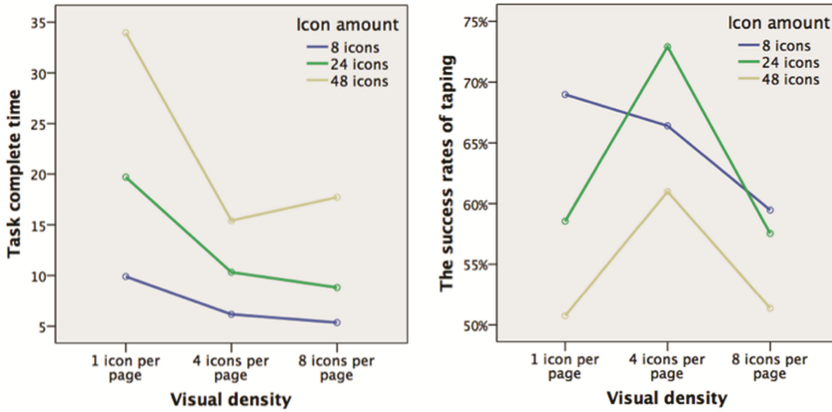 Task complete time
35
30
25
20
15
10
5
Icon amount
8 icons
24 icons
48 icons
1 icon per
page
4 icons per
page
8 icons per
page
Visual density
The success rates of taping
75%
70%
65%
60%
55%
50%
Icon amount
8 icons
24 icons
48 icons
1 icon per
page
4 icons per
page
8 icons per
page
Visual density